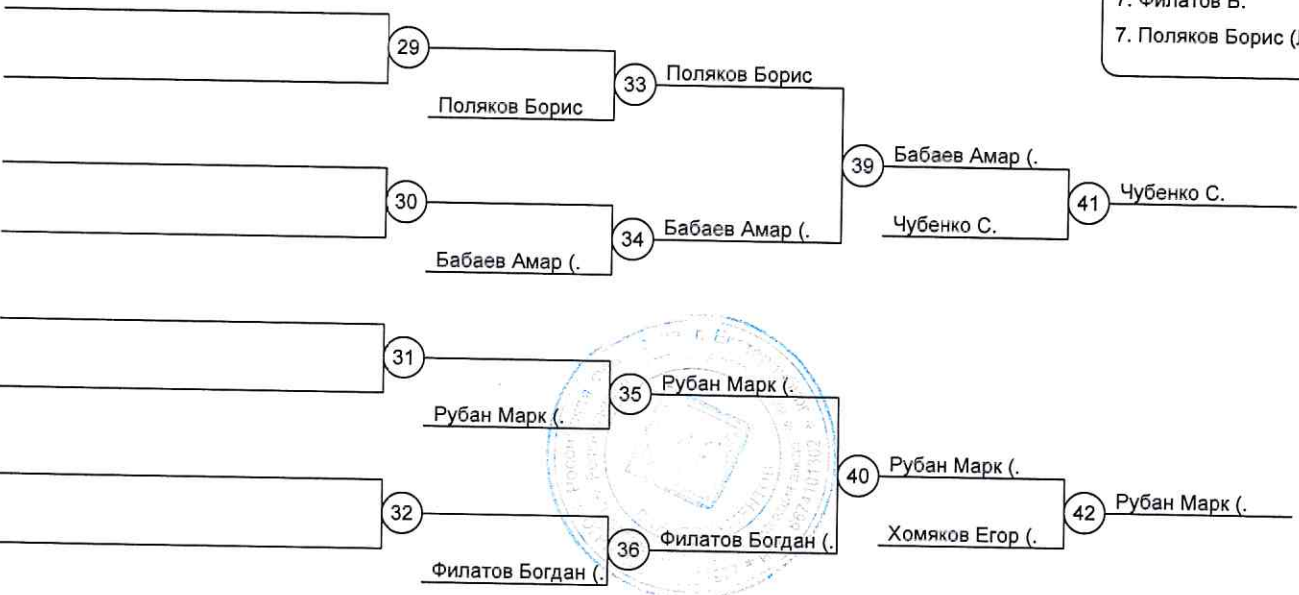 7. Филатов Б.
7. Поляков Борис (
29
33
Поляков Борис
Поляков Борис
39
Бабаев Амар (.
30
41
Чубенко С.
34
Бабаев Амар (.
Чубенко С.
Бабаев Амар (.
31
35
Рубан Марк (.
Рубан Марк (.
40
Рубан Марк (.
32
42
Рубан Марк (.
36
Филатов Богдан (.
Хомяков Егор (.
Филатов Богдан (.